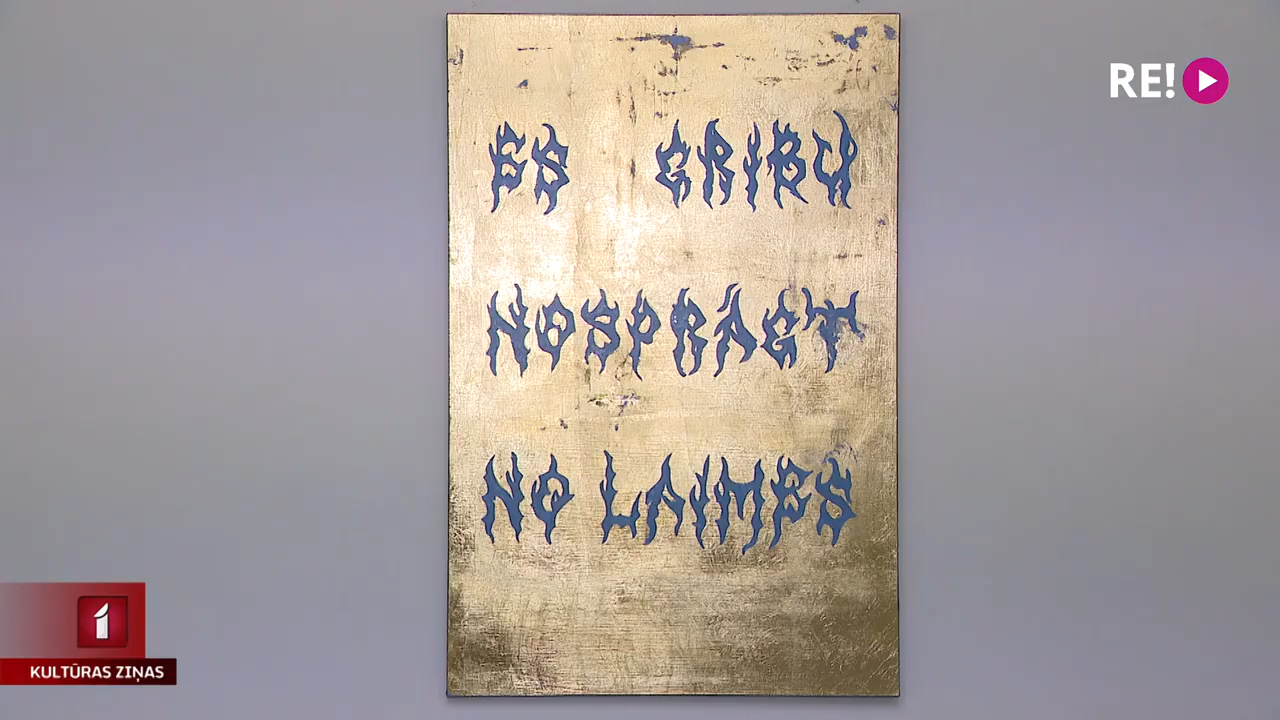 RE!
ES GRIBU
NOSPRĀGT
NO LAIMES
1
KULTŪRAS ZIŅAS